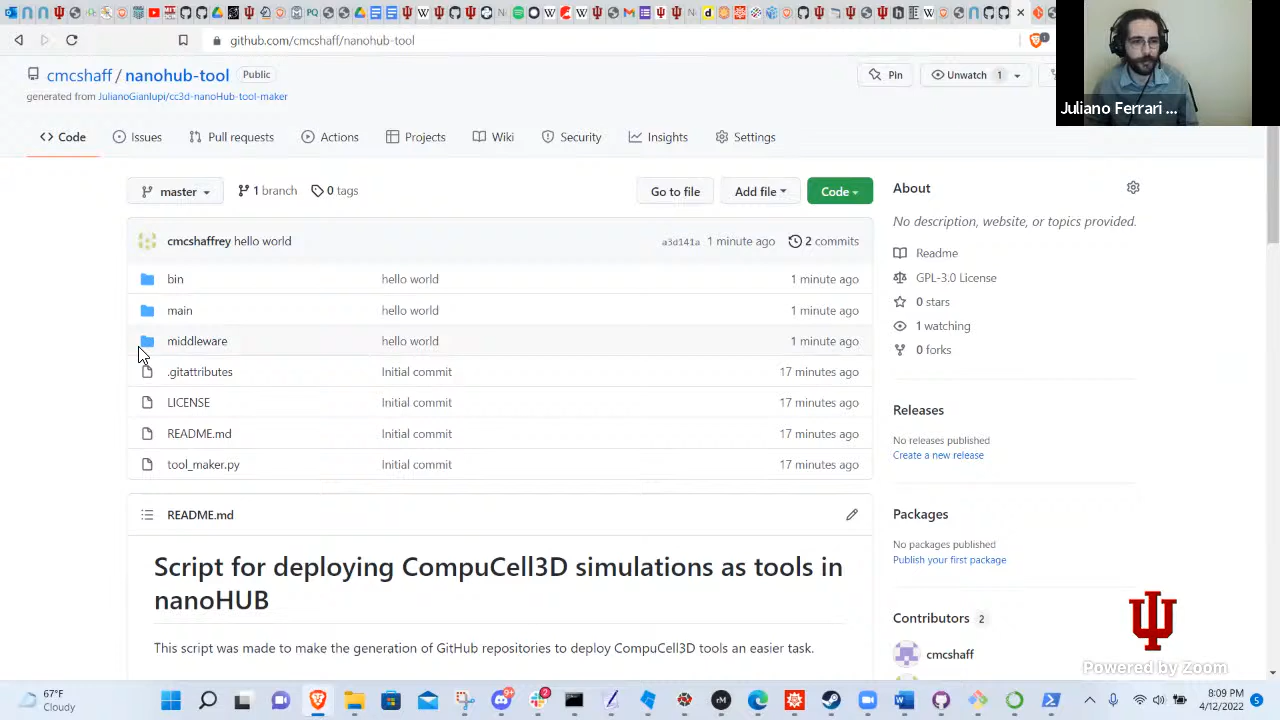 github.com/cmcshaff/nanohub-tool
1
Juliano Ferrari ...
cmcshaff / nanohub-tool Public
Pin
Unwatch 1
generated from JulianoGianlupi/cc3d-nanoHub-tool-maker
Code
Issues
Pull requests
Actions
Projects
Wiki
Security
Insights
Settings
master
1 branch
0 tags
Go to file
Add file
Code
cmcshaffrey hello world
a3d141a 1 minute ago
2 commits
bin hello world 1 minute ago
main hello world 1 minute ago
middleware hello world 1 minute ago
.gitattributes Initial commit 17 minutes ago
LICENSE Initial commit 17 minutes ago
README.md Initial commit 17 minutes ago
tool_maker.py Initial commit 17 minutes ago
README.md
Script for deploying CompuCell3D simulations as tools in
nanoHUB
This script was made to make the generation of GitHub repositories to deploy CompuCell3D tools an easier task.
About
No description, website, or topics provided.
Readme
GPL-3.0 License
0 stars
1 watching
0 forks
Releases
No releases published
Create a new release
Packages
No packages published
Publish your first package
Contributors 2
cmcshaff
Powered by Zoom
67°F
Cloudy
8:09 PM
4/12/2022
5